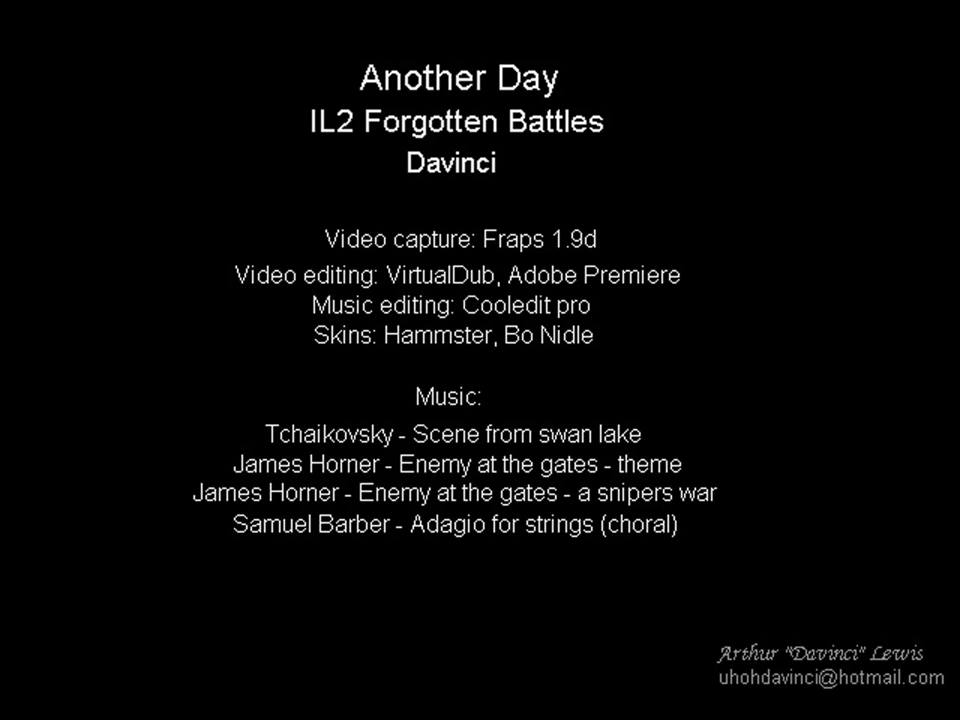 Another Day
IL2 Forgotten Battles
Davinci
Video capture: Fraps 1.9d
Video editing: VirtualDub, Adobe Premiere
Music editing: Cooledit pro
Skins: Hammster, Bo Nidle
Music:
Tchaikovsky - Scene from swan lake
James Horner - Enemy at the gates - theme
James Horner - Enemy at the gates - a snipers war
Samuel Barber - Adagio for strings (choral)
Arthur "Davinci" Lewis
uhohdavinci@hotmail.com